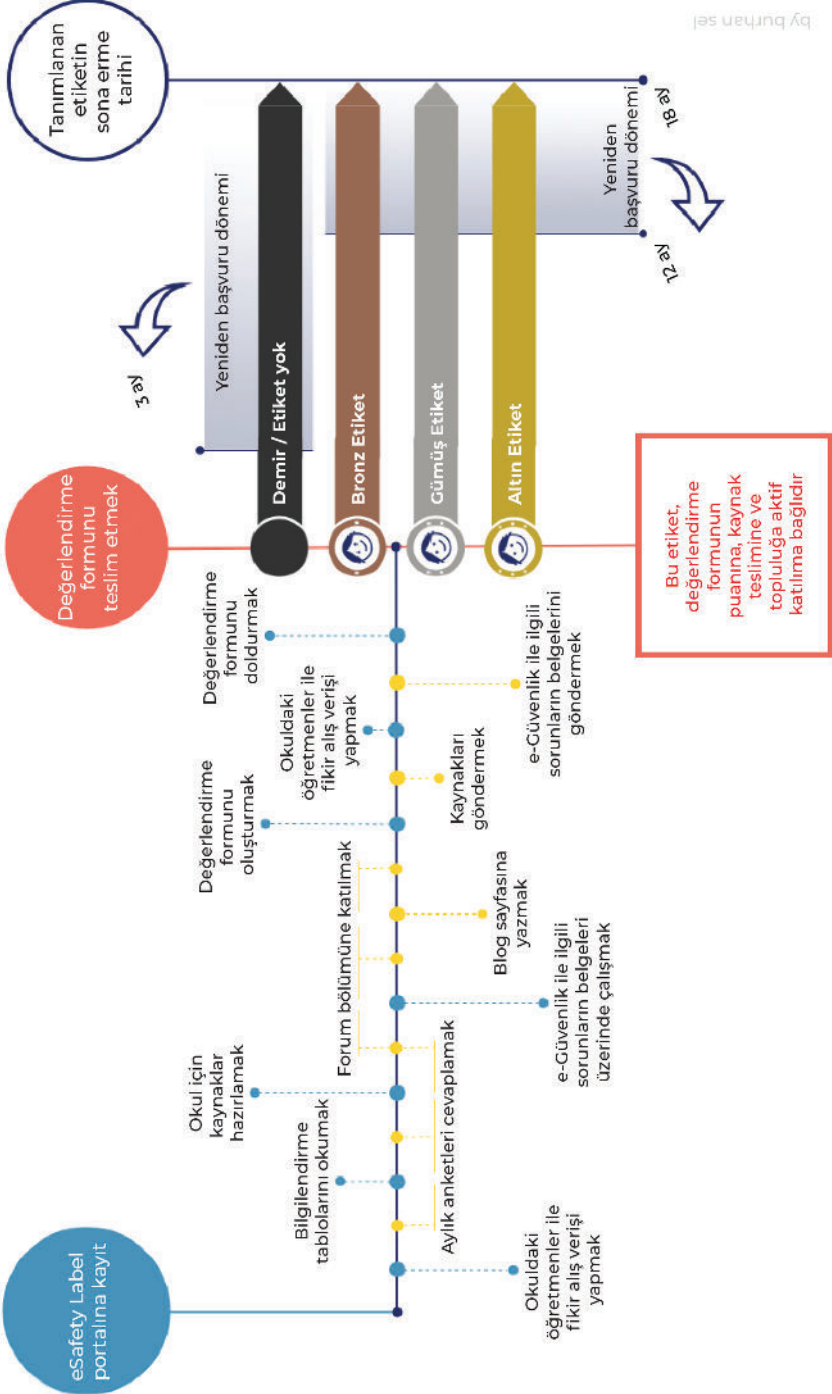 eSafety Label
portalına kayıt
Okuldaki
öğretmenler ile
fikir alış verişi
yapmak
Bilgilendirme
tablolarını okumak
Aylık anketleri cevaplamak
Okul için
kaynaklar
hazırlamak
Forum bölümüne katılmak
e-Güvenlik ile ilgili
sorunların belgeleri
üzerinde çalışmak
Blog sayfasına
yazmak
Değerlendirme
formunu
oluşturmak
Kaynakları
göndermek
Okuldaki
öğretmenler ile
fikir alış verişi
yapmak
e-Güvenlik ile ilgili
sorunların belgelerini
göndermek
Değerlendirme
formunu
doldurmak
Değerlendirme
formunu
teslim etmek
Demir / Etiket yok
Bronz Etiket
Gümüş Etiket
Altın Etiket
Bu etiket,
değerlendirme
formunun
puanına, kaynak
teslimine ve
topluluğa aktif
katılıma bağlıdır
3 ay
Yeniden başvuru dönemi
12 ay
Yeniden
başvuru dönemi
18 ay
Tanımlanan
etiketin
sona erme
tarihi
by burhan sel